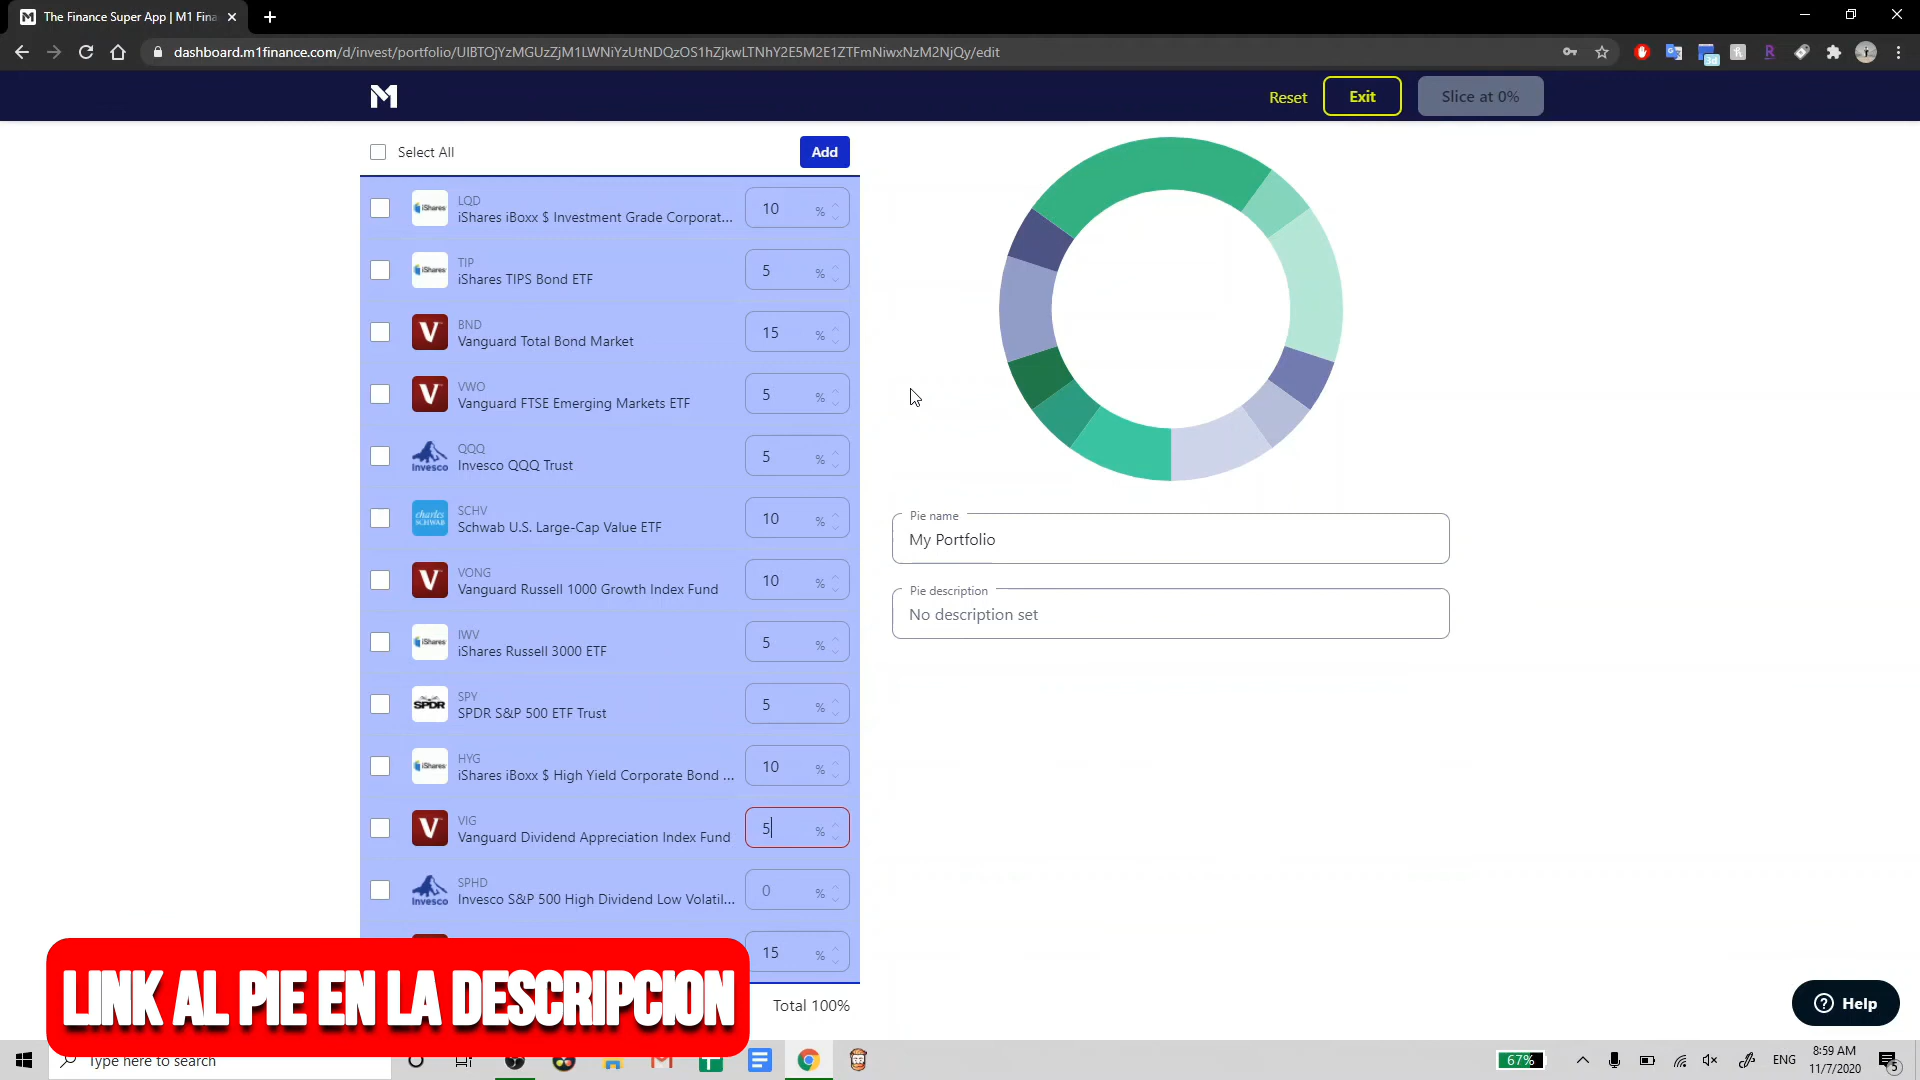 The Finance Super App | M1 Fina
dashboard.m1finance.com/d/invest/portfolio/UIBTOjYzMGUzZjM1LWNiYzUtNDQzOS1hZjkwLTNhY2E5M2E1ZTFmNiwxNzM2NjQy/edit
M
Reset
Exit
Slice at 0%
Select All
Add
LQD
iShares iBoxx $ Investment Grade Corporat...
10 %
TIP
iShares TIPS Bond ETF
5 %
BND
Vanguard Total Bond Market
15 %
VWO
Vanguard FTSE Emerging Markets ETF
5 %
QQQ
Invesco QQQ Trust
5 %
SCHV
Schwab U.S. Large-Cap Value ETF
10 %
VONG
Vanguard Russell 1000 Growth Index Fund
10 %
IWV
iShares Russell 3000 ETF
5 %
SPY
SPDR S&P 500 ETF Trust
5 %
HYG
iShares iBoxx $ High Yield Corporate Bond ...
10 %
VIG
Vanguard Dividend Appreciation Index Fund
5 %
SPHD
Invesco S&P 500 High Dividend Low Volatil...
0 %
15 %
Total 100%
Pie name
My Portfolio
Pie description
No description set
LINK AL PIE EN LA DESCRIPCION
Help
Type here to search
67%
ENG
8:59 AM
11/7/2020
5